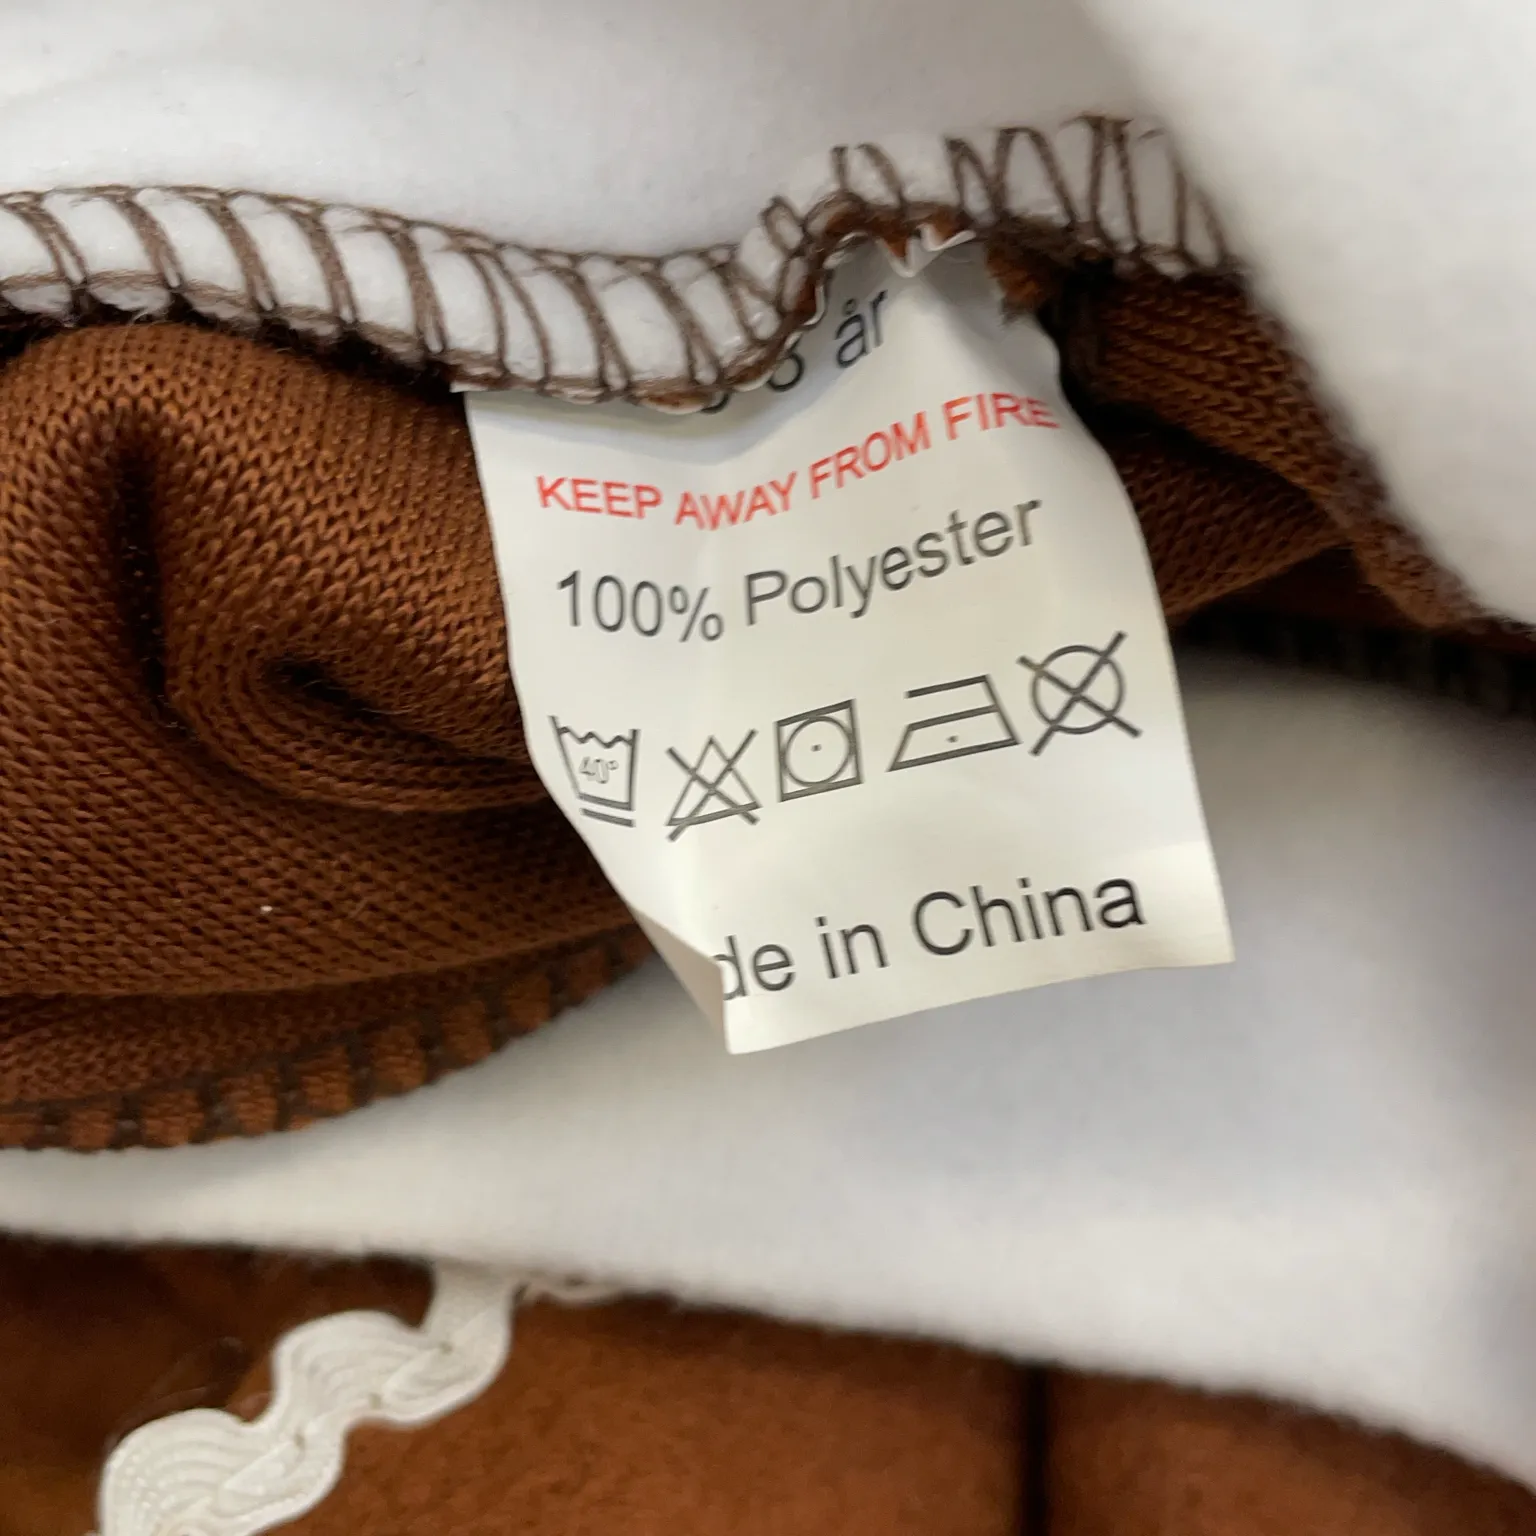 år
KEEP AWAY FROM FIRE
100% Polyester
40°
de in China